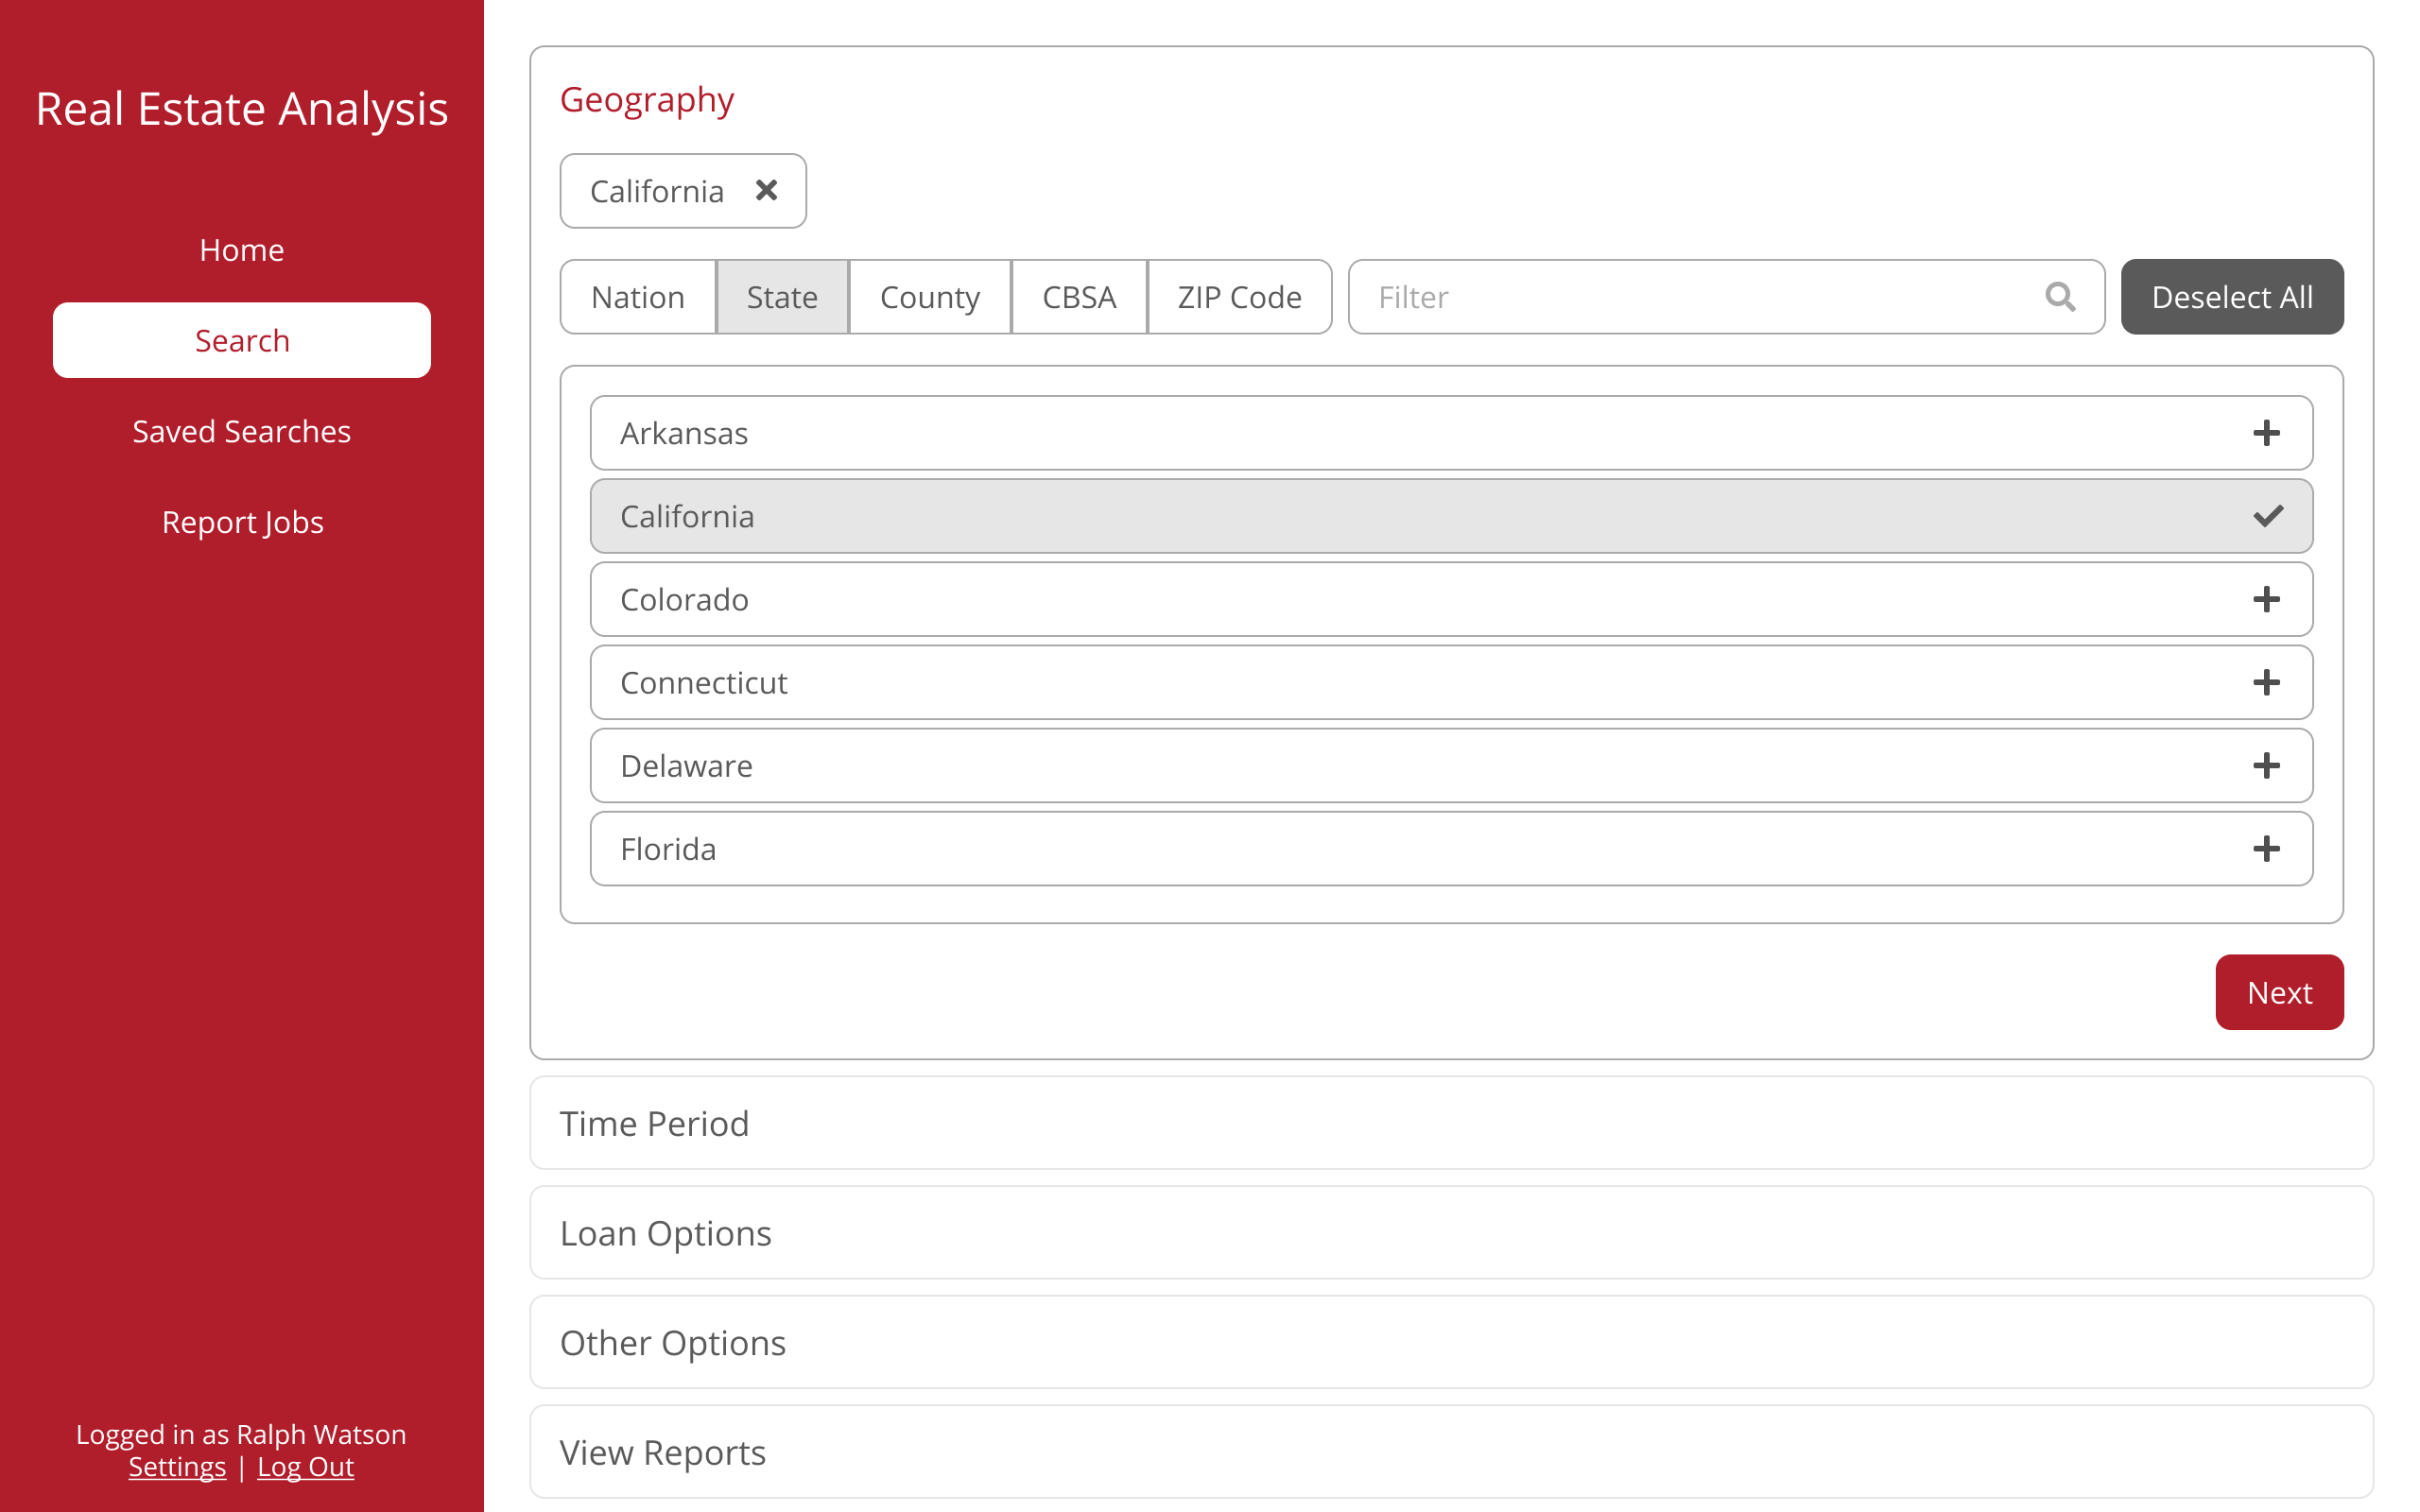 Real Estate Analysis
Home
Search
Saved Searches
Report Jobs
Logged in as Ralph Watson
Settings | Log Out
Geography
California
Nation State County CBSA ZIP Code Filter Deselect All
Arkansas
California
Colorado
Connecticut
Delaware
Florida
Next
Time Period
Loan Options
Other Options
View Reports